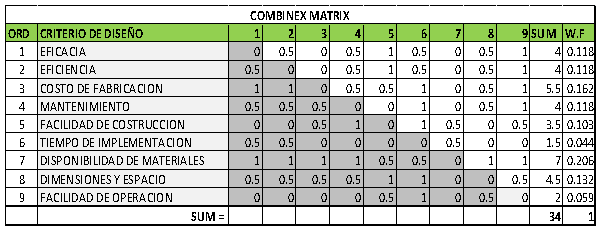 COMBINEX MATRIX
ORD CRITERIO DE DISEÑO 1 2 3 4 5 6 7 8 9 SUM W.F
1 EFICACIA 0 0.5 0 0.5 1 0.5 0 0.5 1 4 0.118
2 EFICIENCIA 0.5 0 0 0.5 1 0.5 0 0.5 1 4 0.118
3 COSTO DE FABRICACION 1 1 0 0.5 0.5 1 0 0.5 1 5.5 0.162
4 MANTENIMIENTO 0.5 0.5 0.5 0 0 1 0 0.5 1 4 0.118
5 FACILIDAD DE COSTRUCCION 0 0 0.5 1 0 1 0.5 0 0.5 3.5 0.103
6 TIEMPO DE IMPLEMENTACION 0.5 0.5 0 0 0 0 0.5 0 0 1.5 0.044
7 DISPONIBILIDAD DE MATERIALES 1 1 1 1 0.5 0.5 0 1 1 7 0.206
8 DIMENSIONES Y ESPACIO 0.5 0.5 0.5 0.5 1 1 0 0 0.5 4.5 0.132
9 FACILIDAD DE OPERACION 0 0 0 0 0.5 1 0 0.5 0 2 0.059
SUM = 34 1